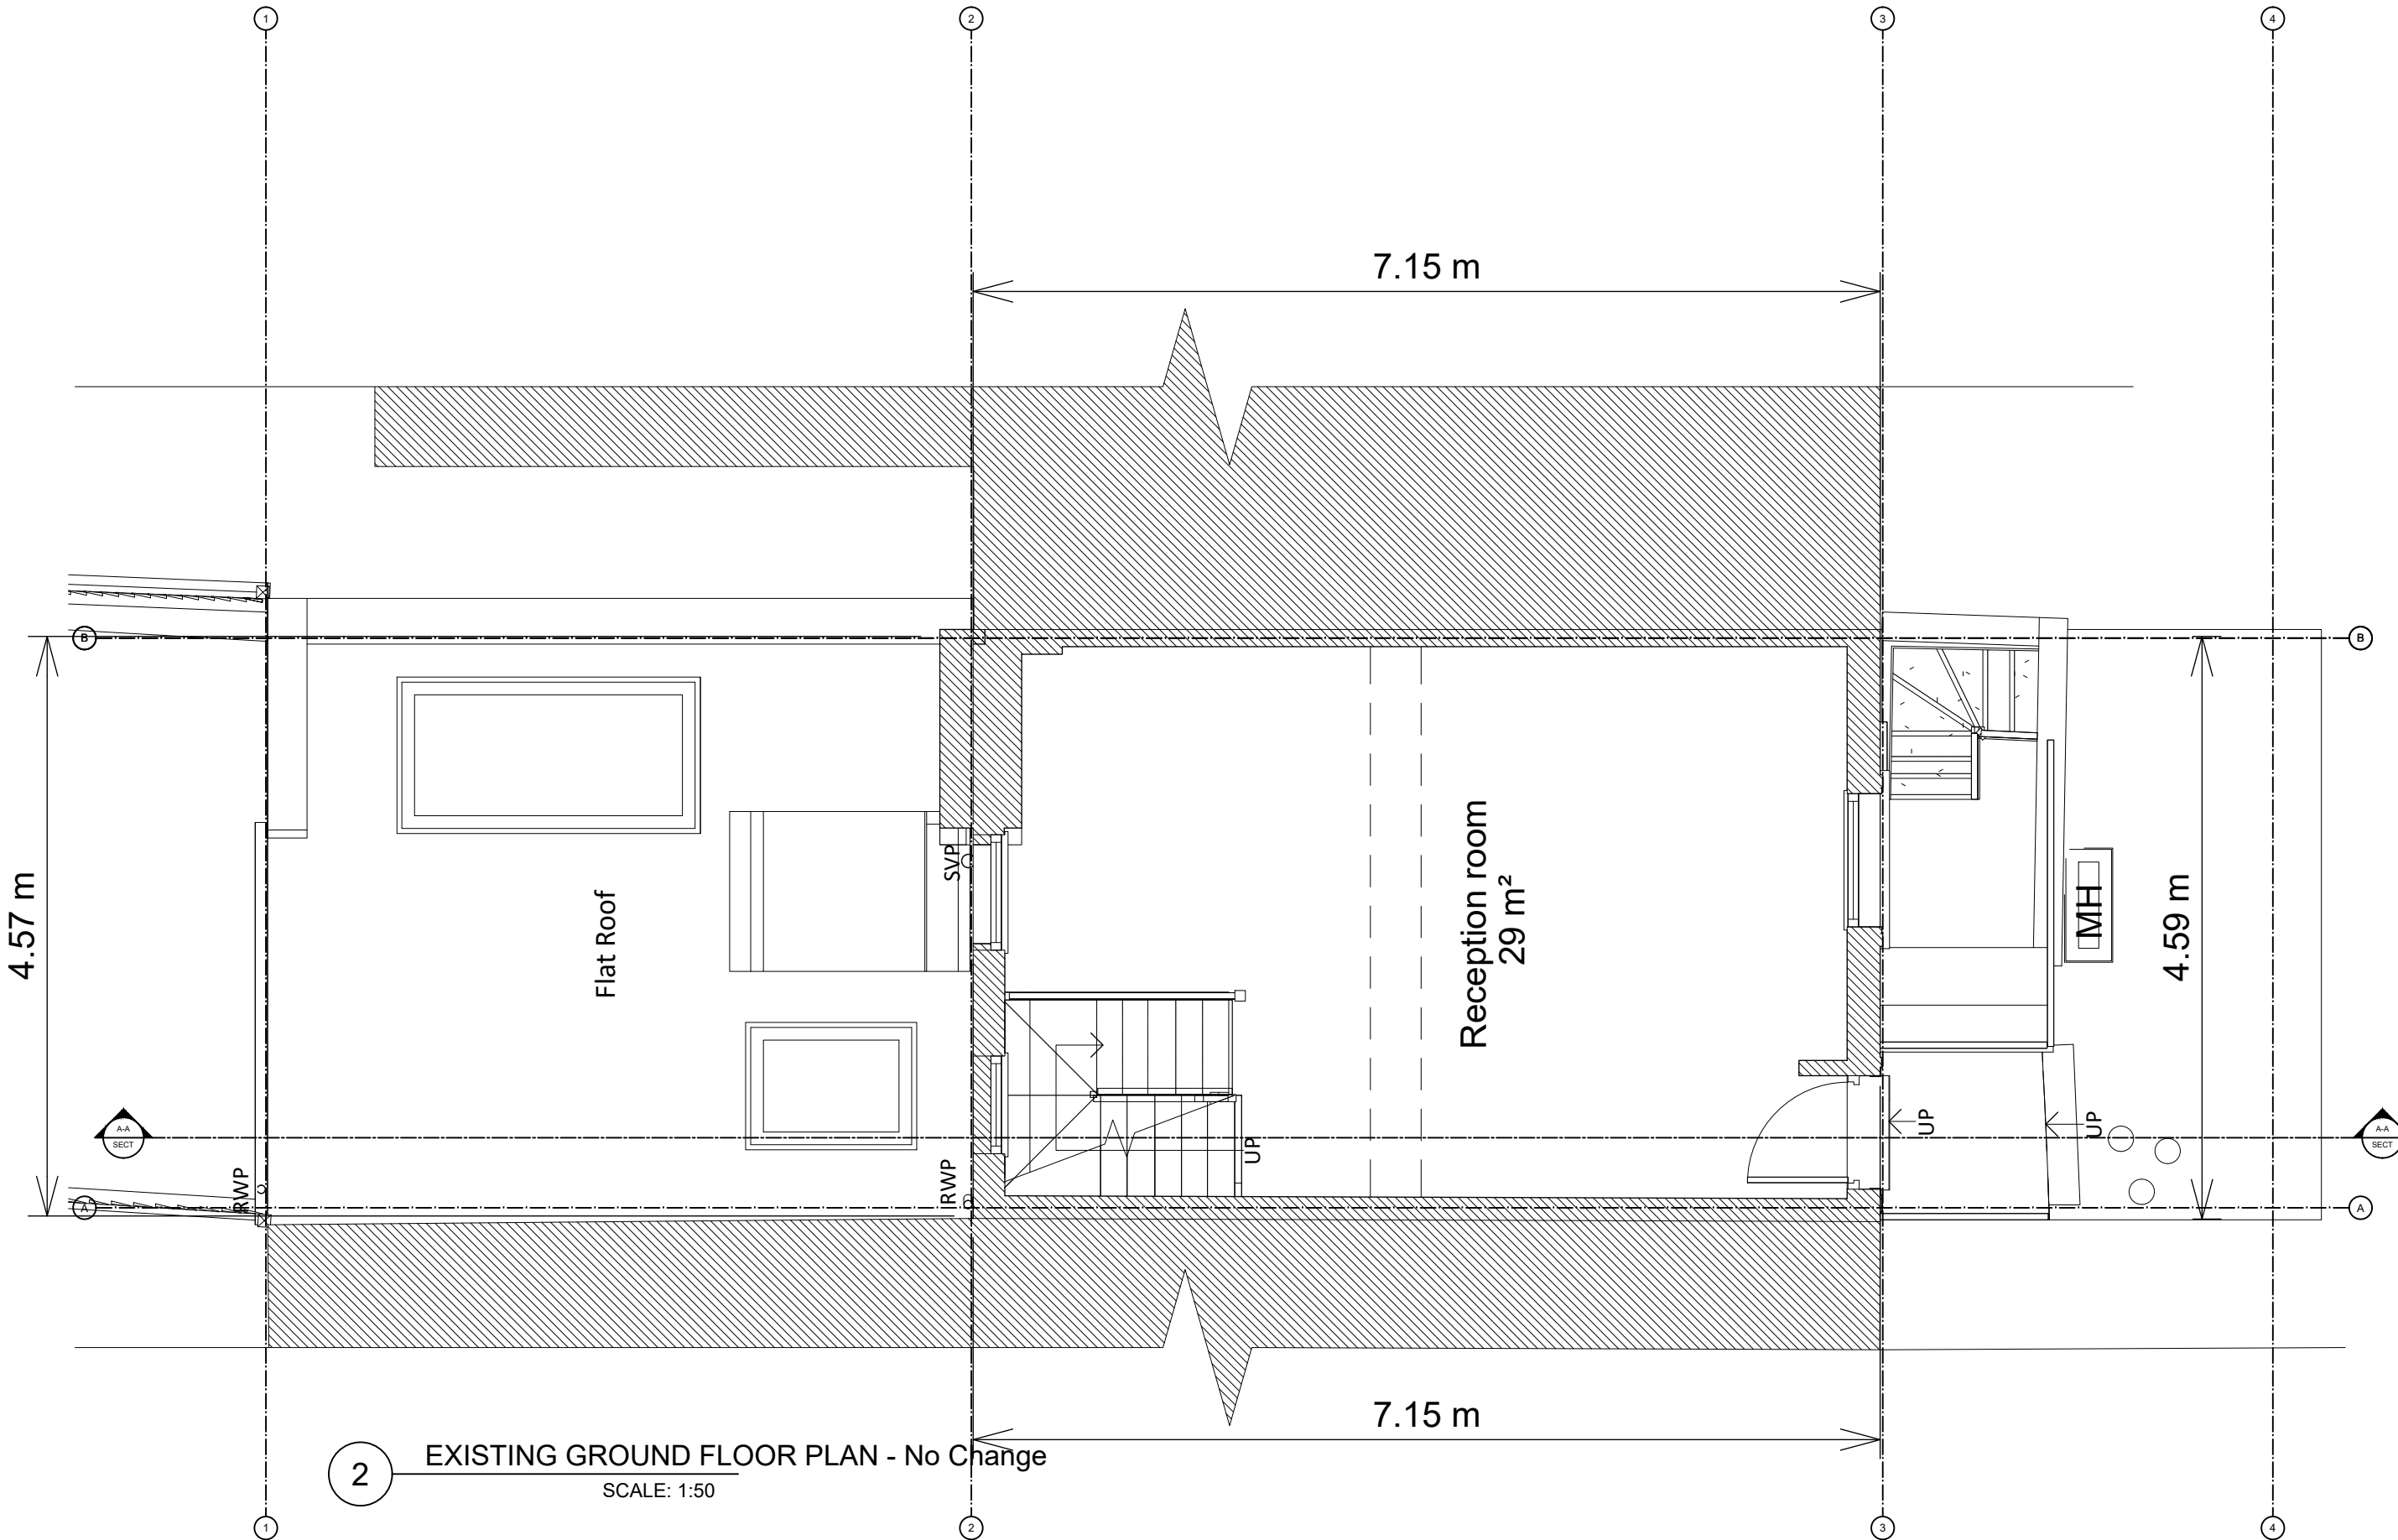 1
2
3
4
7.15 m
B
B
4.57 m
Flat Roof
SVP
Reception room
29 m²
MH
4.59 m
A-A
SECT
UP
UP
UP
A-A
SECT
RWP
RWP
A
A
7.15 m
2
EXISTING GROUND FLOOR PLAN - No Change
SCALE: 1:50
1
2
3
4